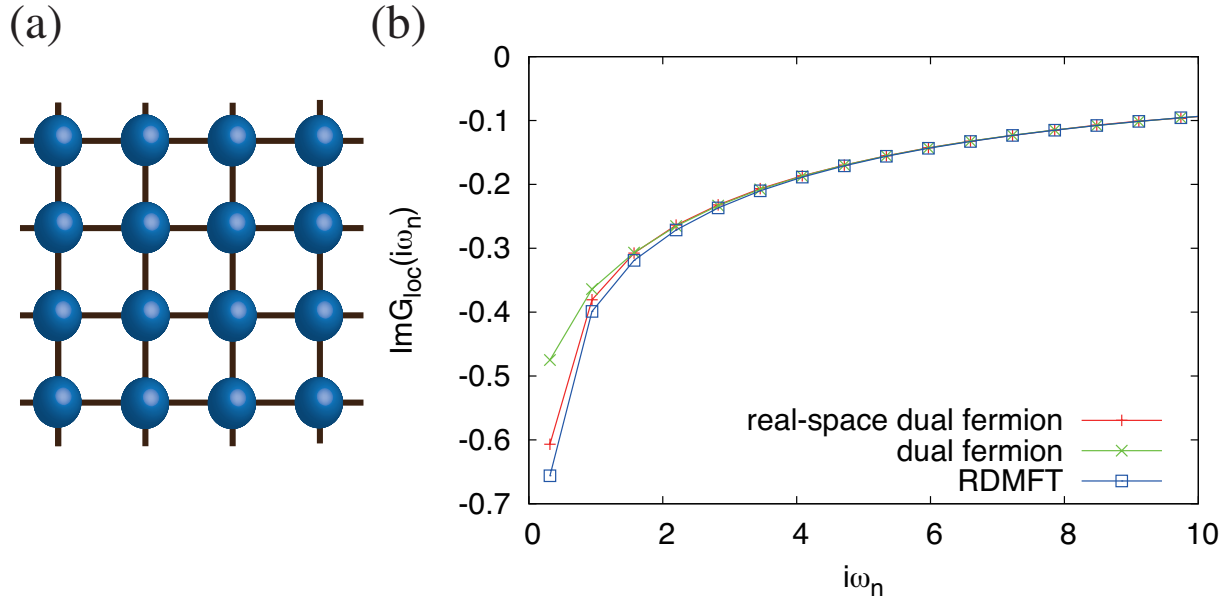 (a)
(b)
0
-0.1
-0.2
-0.3
-0.4
-0.5
-0.6
-0.7
ImG_loc(iω_n)
real-space dual fermion
dual fermion
RDMFT
0 2 4 6 8 10
iω_n